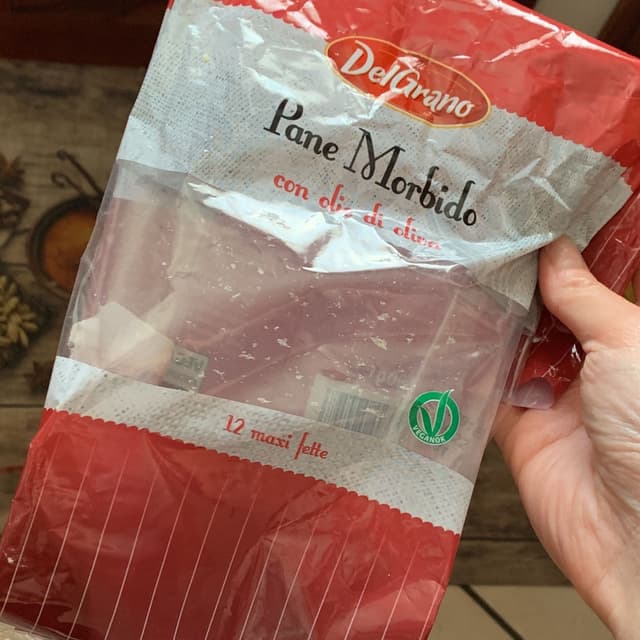 DelGrano
Pane Morbido
con olio di oliva
VEGANOK
12 maxi fette